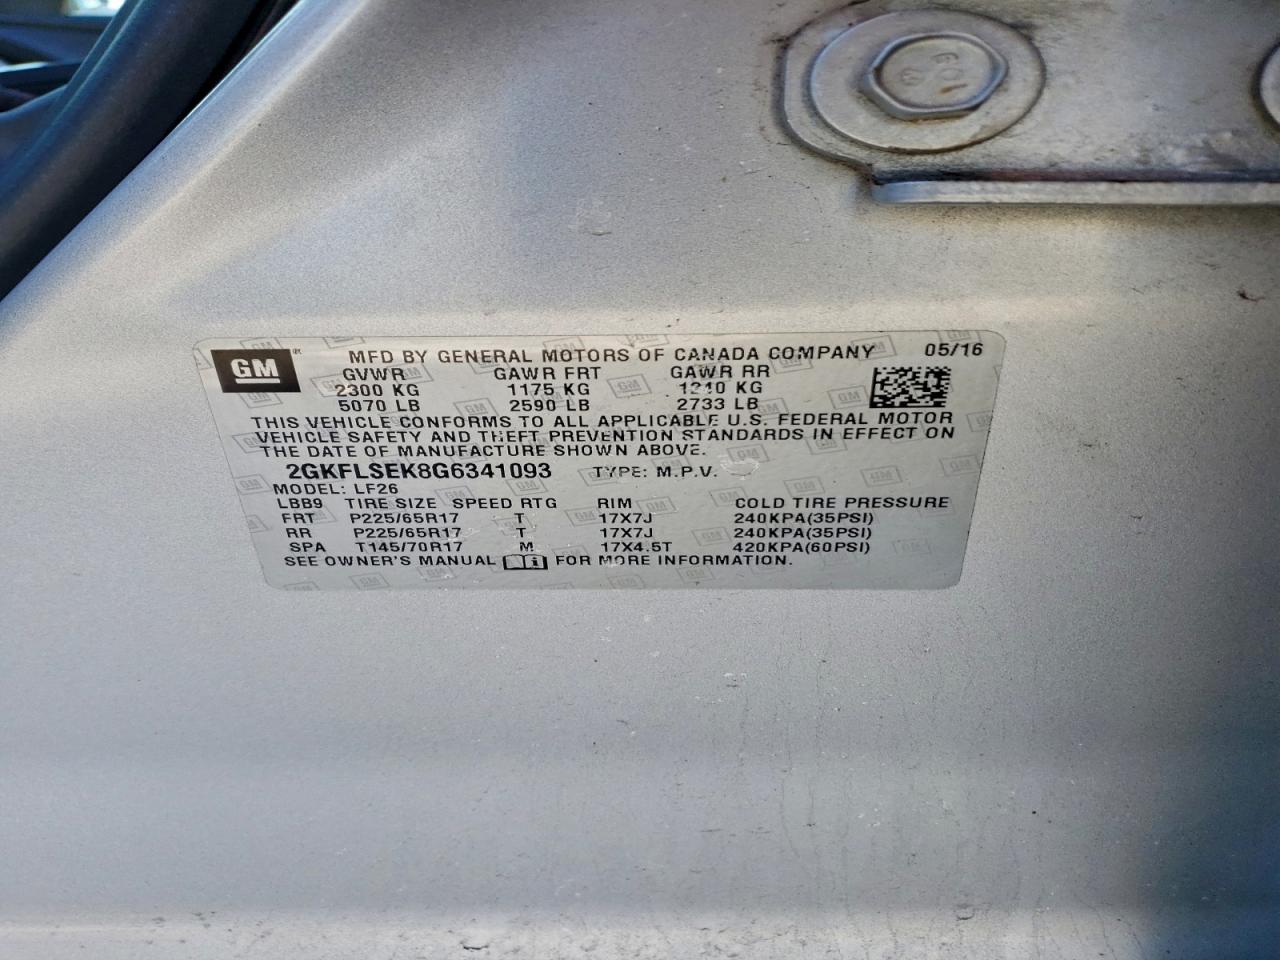 GM MFD BY GENERAL MOTORS OF CANADA COMPANY 05/16
GVWR GAWR FRT GAWR RR
2300 KG 1175 KG 1240 KG
5070 LB 2590 LB 2733 LB
THIS VEHICLE CONFORMS TO ALL APPLICABLE U.S. FEDERAL MOTOR
VEHICLE SAFETY AND THEFT PREVENTION STANDARDS IN EFFECT ON
THE DATE OF MANUFACTURE SHOWN ABOVE.
2GKFLSEK8G6341093 TYPE: M.P.V.
MODEL: LF26
LBB9 TIRE SIZE SPEED RTG RIM COLD TIRE PRESSURE
FRT P225/65R17 T 17X7J 240KPA(35PSI)
RR P225/65R17 T 17X7J 240KPA(35PSI)
SPA T145/70R17 M 17X4.5T 420KPA(60PSI)
SEE OWNER'S MANUAL FOR MORE INFORMATION.